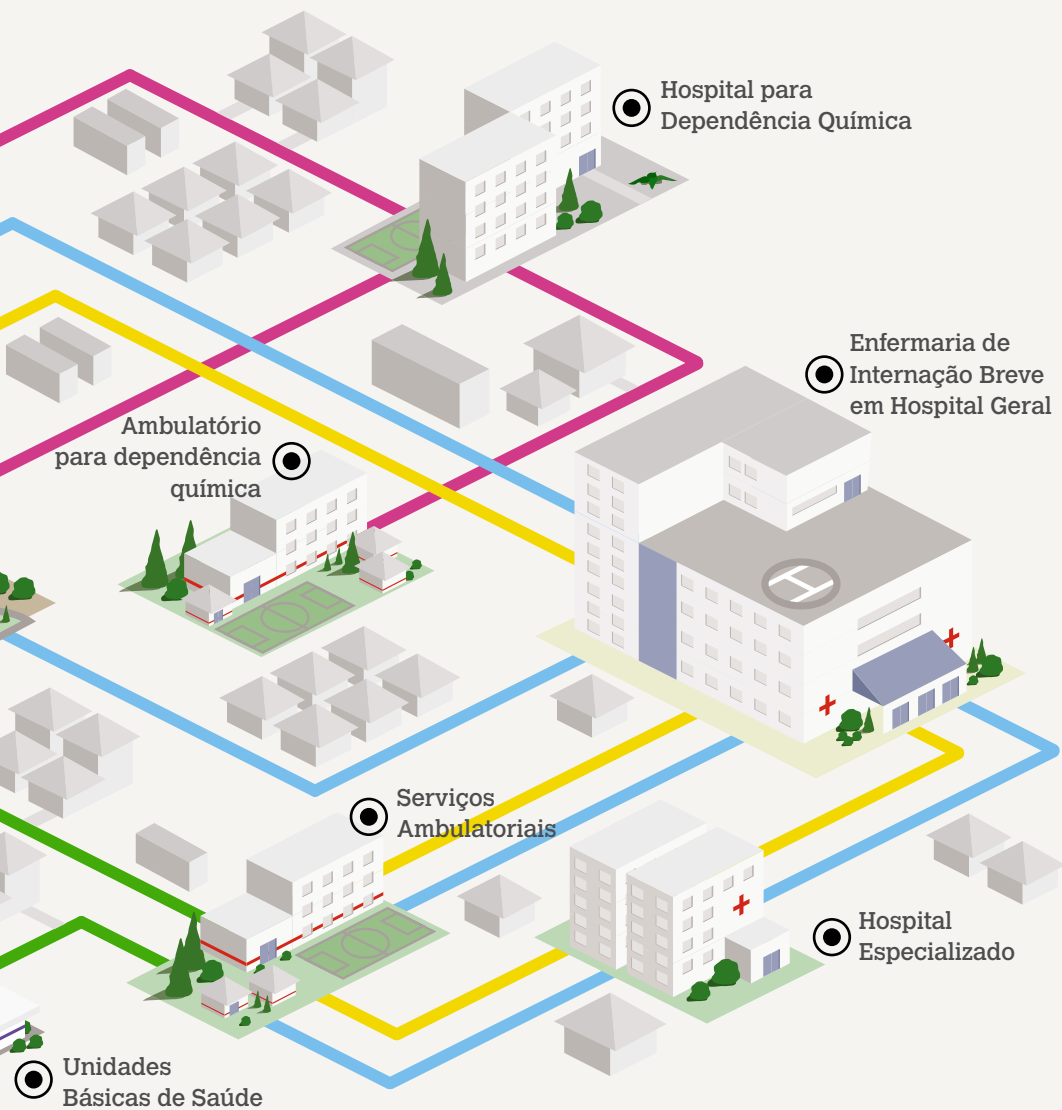 Hospital para
Dependência Química
Enfermaria de
Internação Breve
em Hospital Geral
Ambulatório
para dependência
química
Serviços
Ambulatoriais
Hospital
Especializado
Unidades
Básicas de Saúde